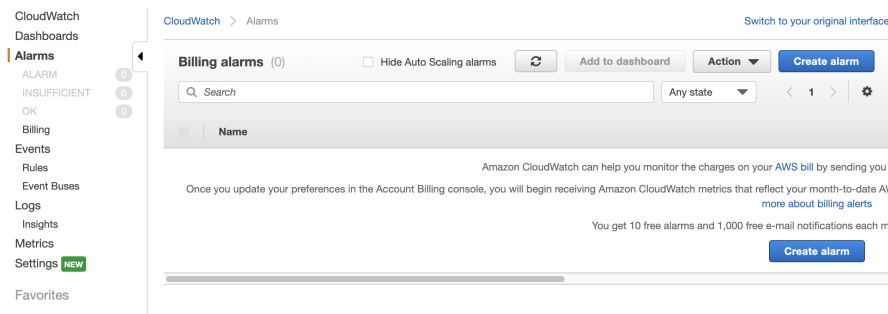 CloudWatch
Dashboards
Alarms
ALARM 0
INSUFFICIENT 0
OK 0
Billing
Events
Rules
Event Buses
Logs
Insights
Metrics
Settings NEW
Favorites
CloudWatch > Alarms
Switch to your original interface
Billing alarms (0)
Hide Auto Scaling alarms
Add to dashboard
Action
Create alarm
Search
Any state
< 1 >
Name
Amazon CloudWatch can help you monitor the charges on your AWS bill by sending you
Once you update your preferences in the Account Billing console, you will begin receiving Amazon CloudWatch metrics that reflect your month-to-date
more about billing alerts
You get 10 free alarms and 1,000 free e-mail notifications each
Create alarm